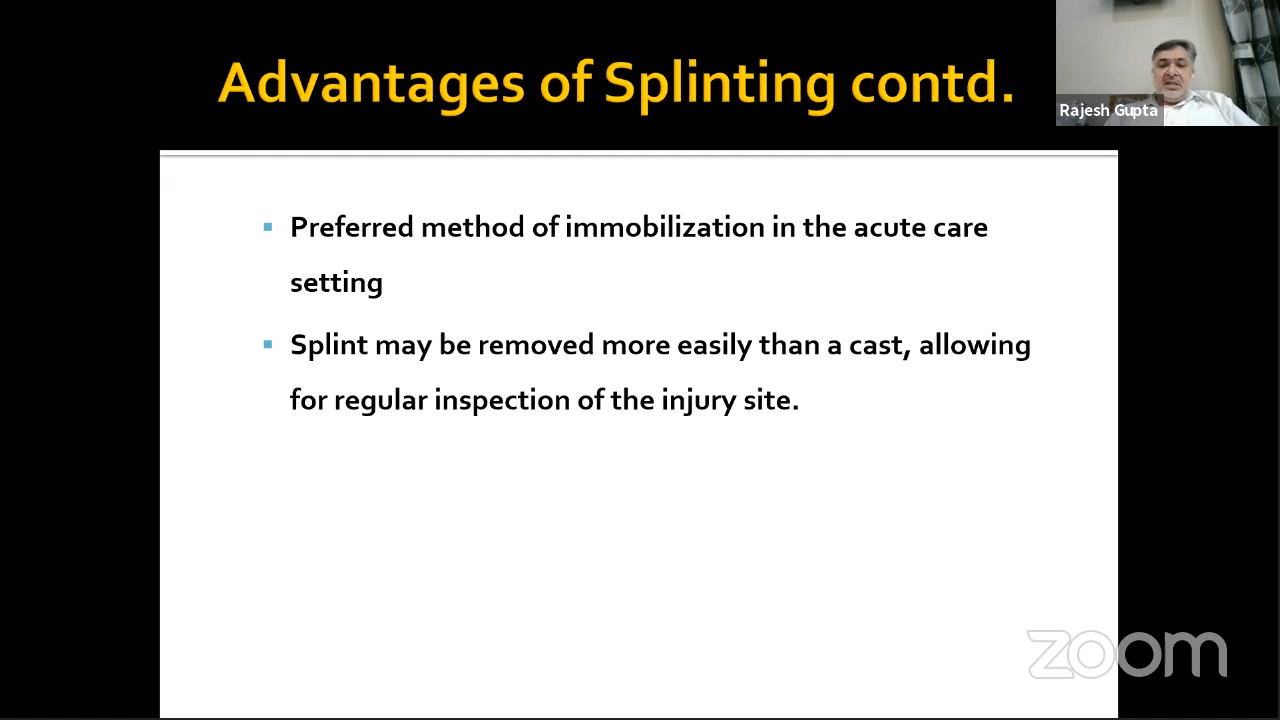 Advantages of Splinting contd.
Rajesh Gupta
▪ Preferred method of immobilization in the acute care
setting
▪ Splint may be removed more easily than a cast, allowing
for regular inspection of the injury site.
zoom